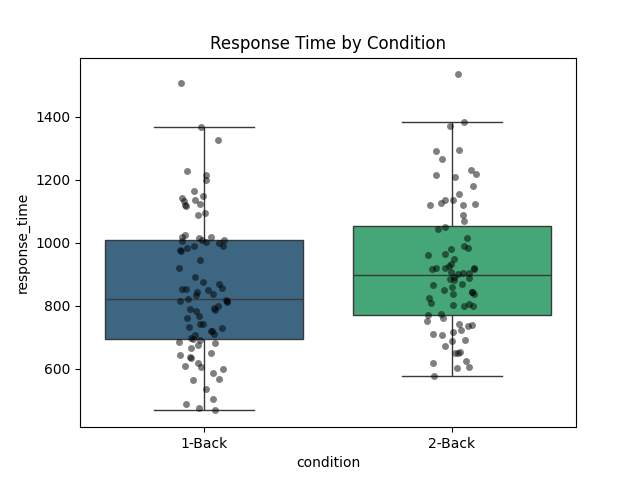 Response Time by Condition
response_time
1400
1200
1000
800
600
1-Back
2-Back
condition